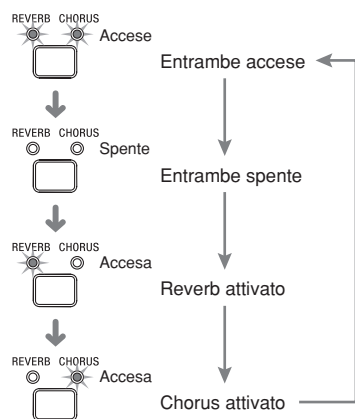 REVERB CHORUS
Accese
Entrambe accese
REVERB CHORUS
Spente
Entrambe spente
REVERB CHORUS
Accesa
Reverb attivato
REVERB CHORUS
Accesa
Chorus attivato